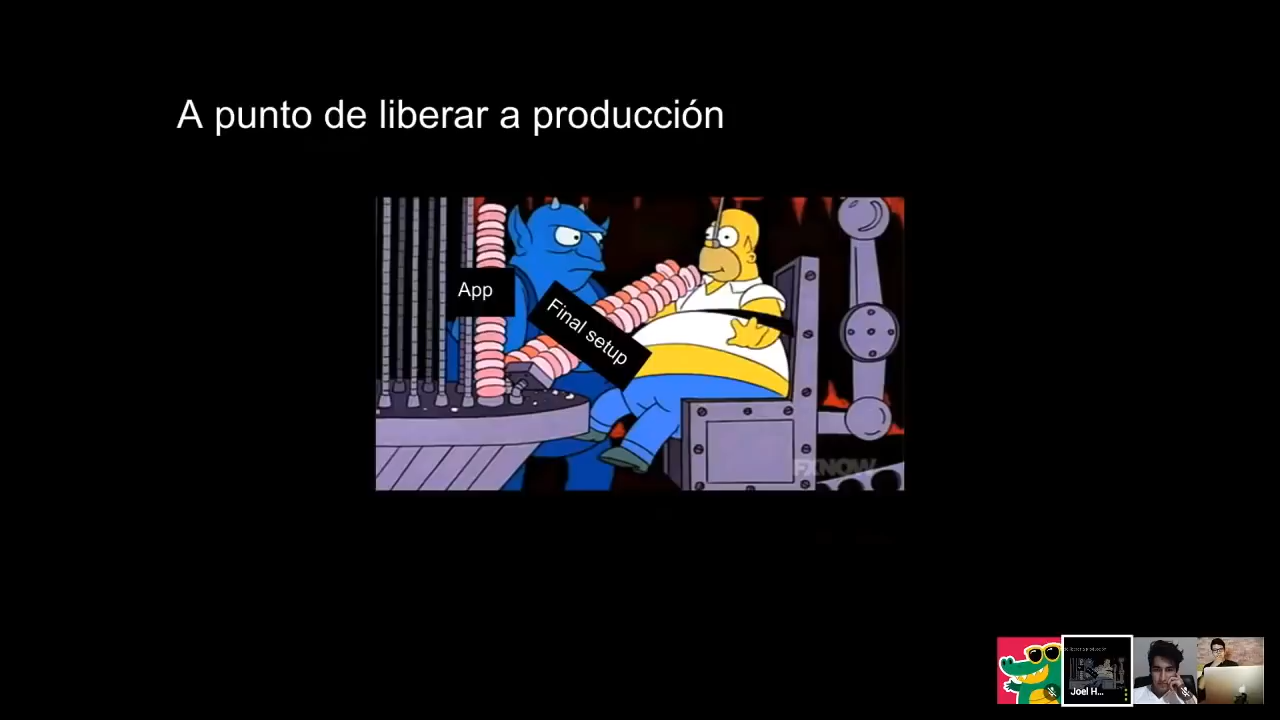 A punto de liberar a producción
App
Final setup
FXNOW
Joel H...